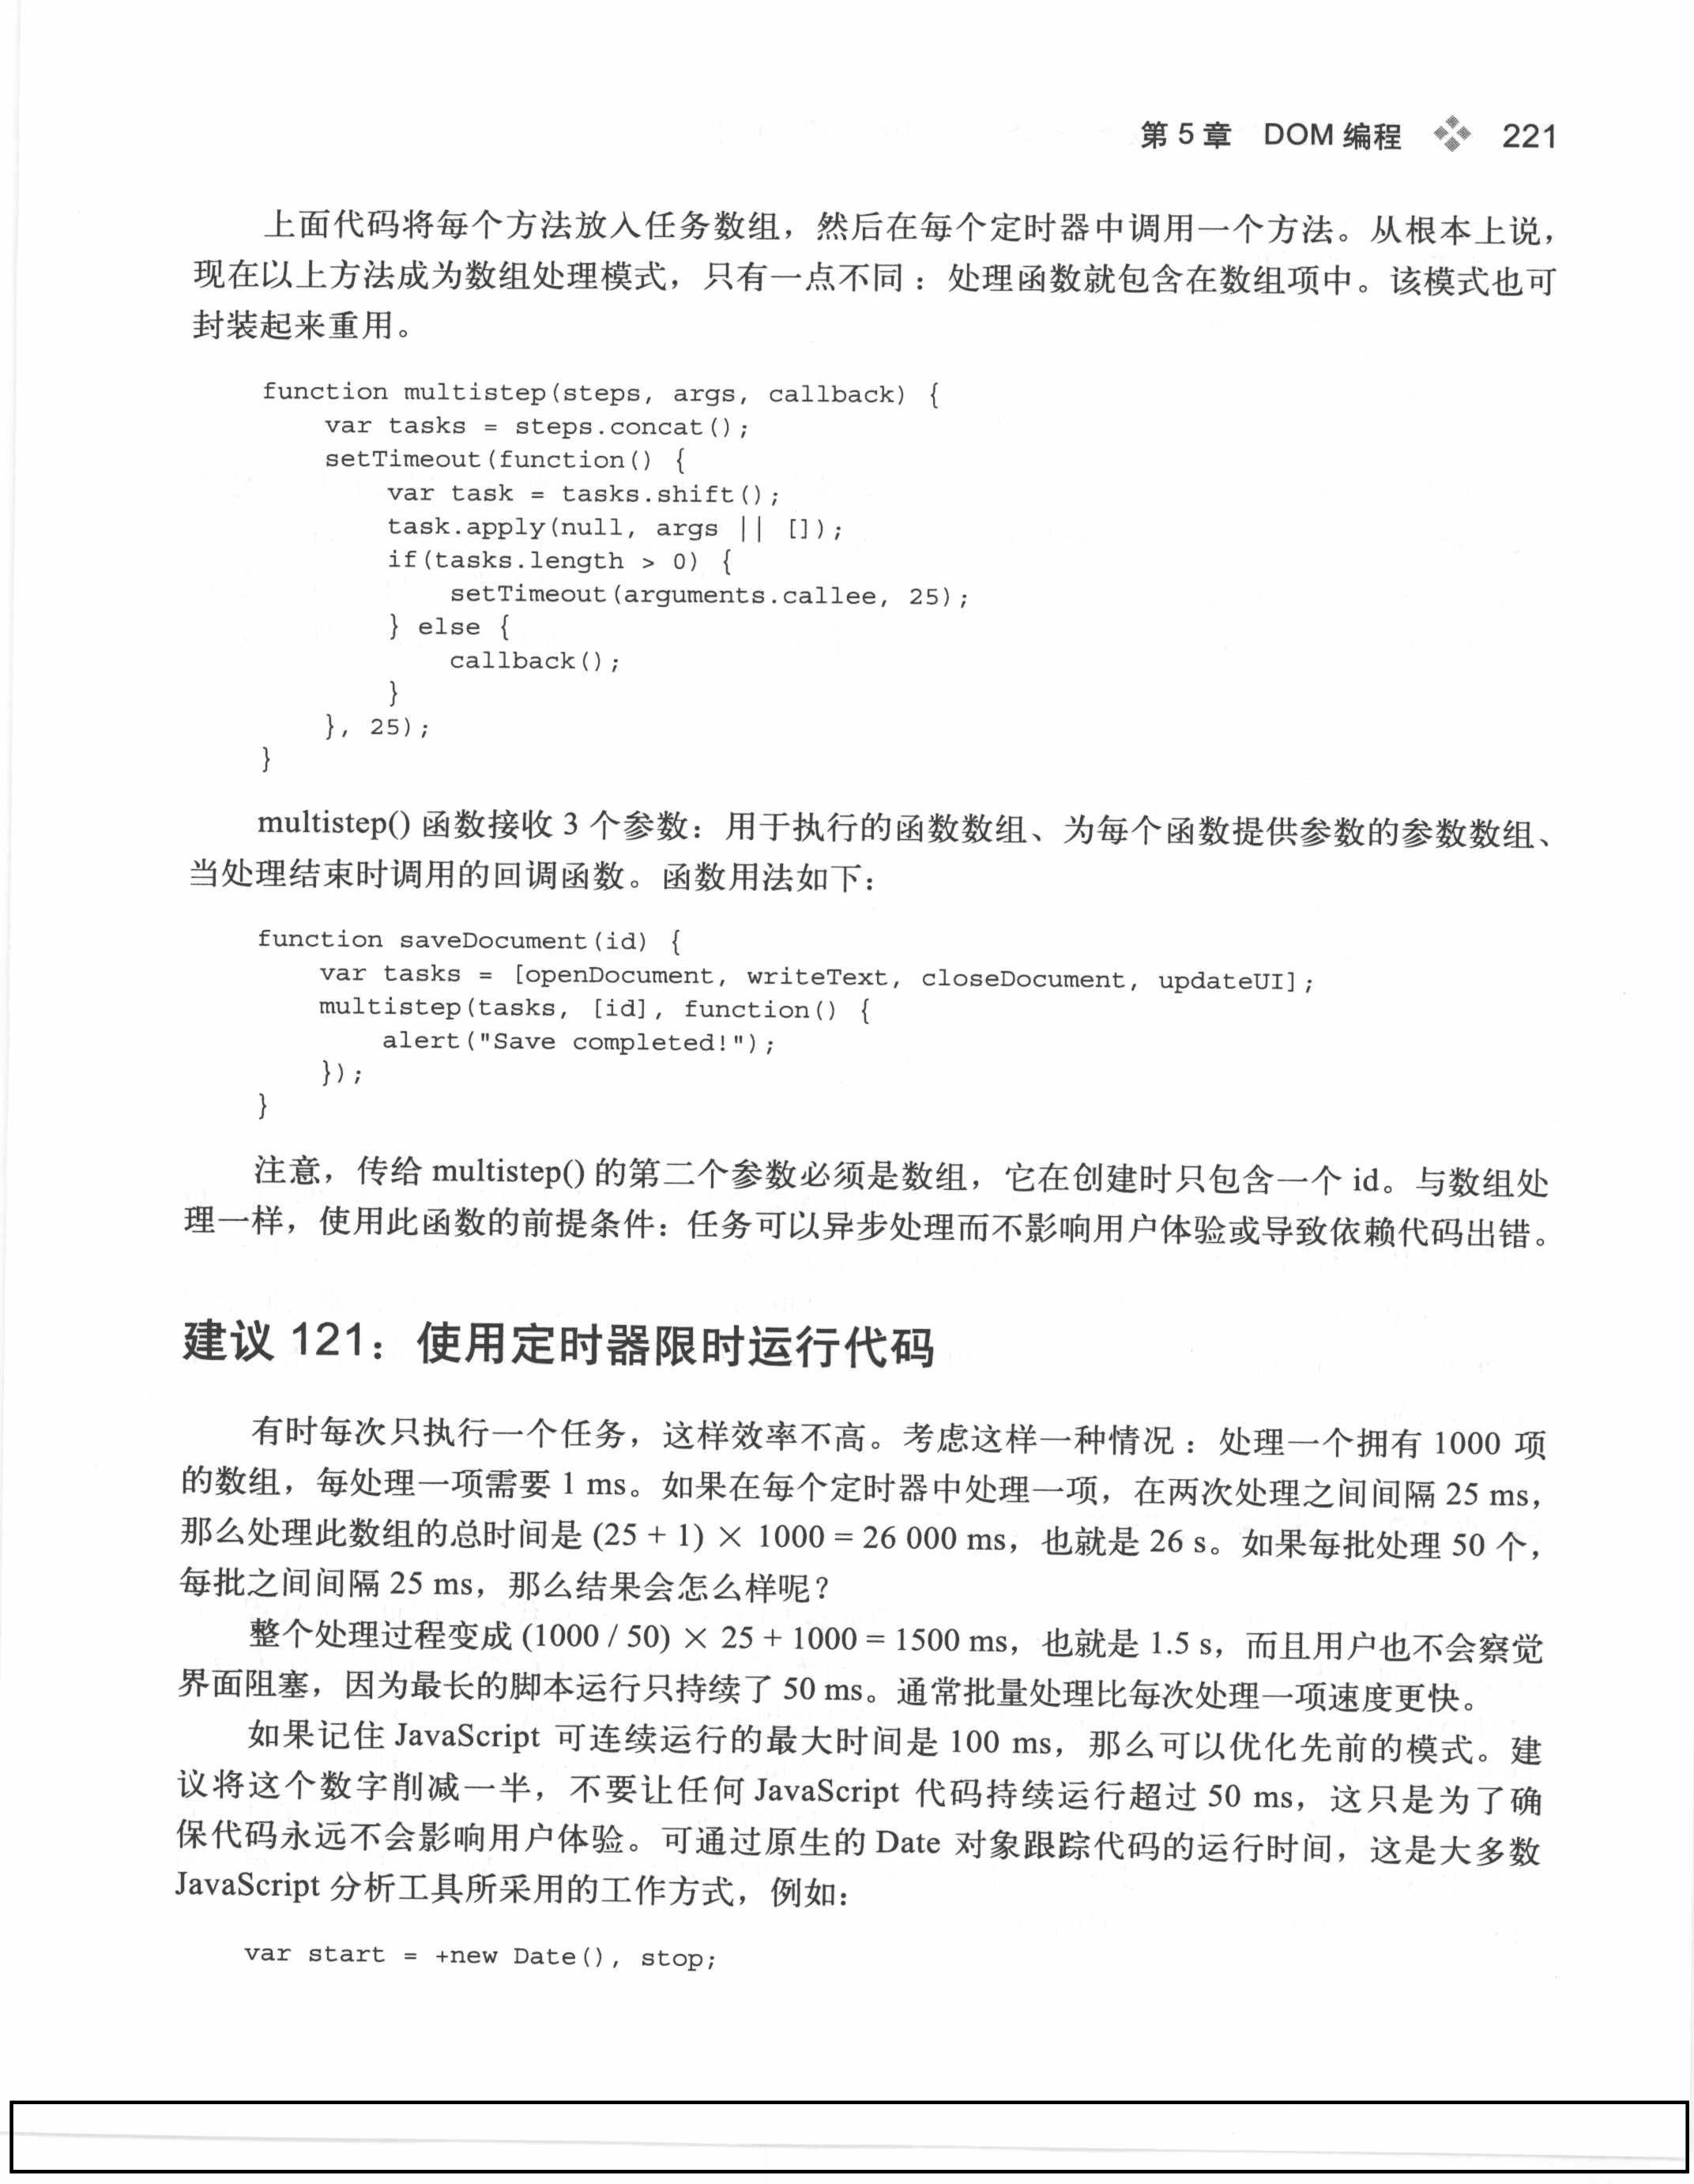 第 5 章 DOM 编程 221
上面代码将每个方法放入任务数组，然后在每个定时器中调用一个方法。从根本上说，
现在以上方法成为数组处理模式，只有一点不同：处理函数就包含在数组项中。该模式也可
封装起来重用。
function multistep(steps, args, callback) {
    var tasks = steps.concat();
    setTimeout(function() {
        var task = tasks.shift();
        task.apply(null, args || []);
        if(tasks.length > 0) {
            setTimeout(arguments.callee, 25);
        } else {
            callback();
        }
    }, 25);
}
multistep() 函数接收 3 个参数：用于执行的函数数组、为每个函数提供参数的参数数组、
当处理结束时调用的回调函数。函数用法如下：
function saveDocument(id) {
    var tasks = [openDocument, writeText, closeDocument, updateUI];
    multistep(tasks, [id], function() {
        alert("Save completed!");
    });
}
注意，传给 multistep() 的第二个参数必须是数组，它在创建时只包含一个 id。与数组处
理一样，使用此函数的前提条件：任务可以异步处理而不影响用户体验或导致依赖代码出错。
建议 121：使用定时器限时运行代码
有时每次只执行一个任务，这样效率不高。考虑这样一种情况：处理一个拥有 1000 项
的数组，每处理一项需要 1 ms。如果在每个定时器中处理一项，在两次处理之间间隔 25 ms，
那么处理此数组的总时间是 (25 + 1) × 1000 = 26 000 ms，也就是 26 s。如果每批处理 50 个，
每批之间间隔 25 ms，那么结果会怎么样呢？
整个处理过程变成 (1000 / 50) × 25 + 1000 = 1500 ms，也就是 1.5 s，而且用户也不会察觉
界面阻塞，因为最长的脚本运行只持续了 50 ms。通常批量处理比每次处理一项速度更快。
如果记住 JavaScript 可连续运行的最大时间是 100 ms，那么可以优化先前的模式。建
议将这个数字削减一半，不要让任何 JavaScript 代码持续运行超过 50 ms，这只是为了确
保代码永远不会影响用户体验。可通过原生的 Date 对象跟踪代码的运行时间，这是大多数
JavaScript 分析工具所采用的工作方式，例如：
var start = +new Date(), stop;